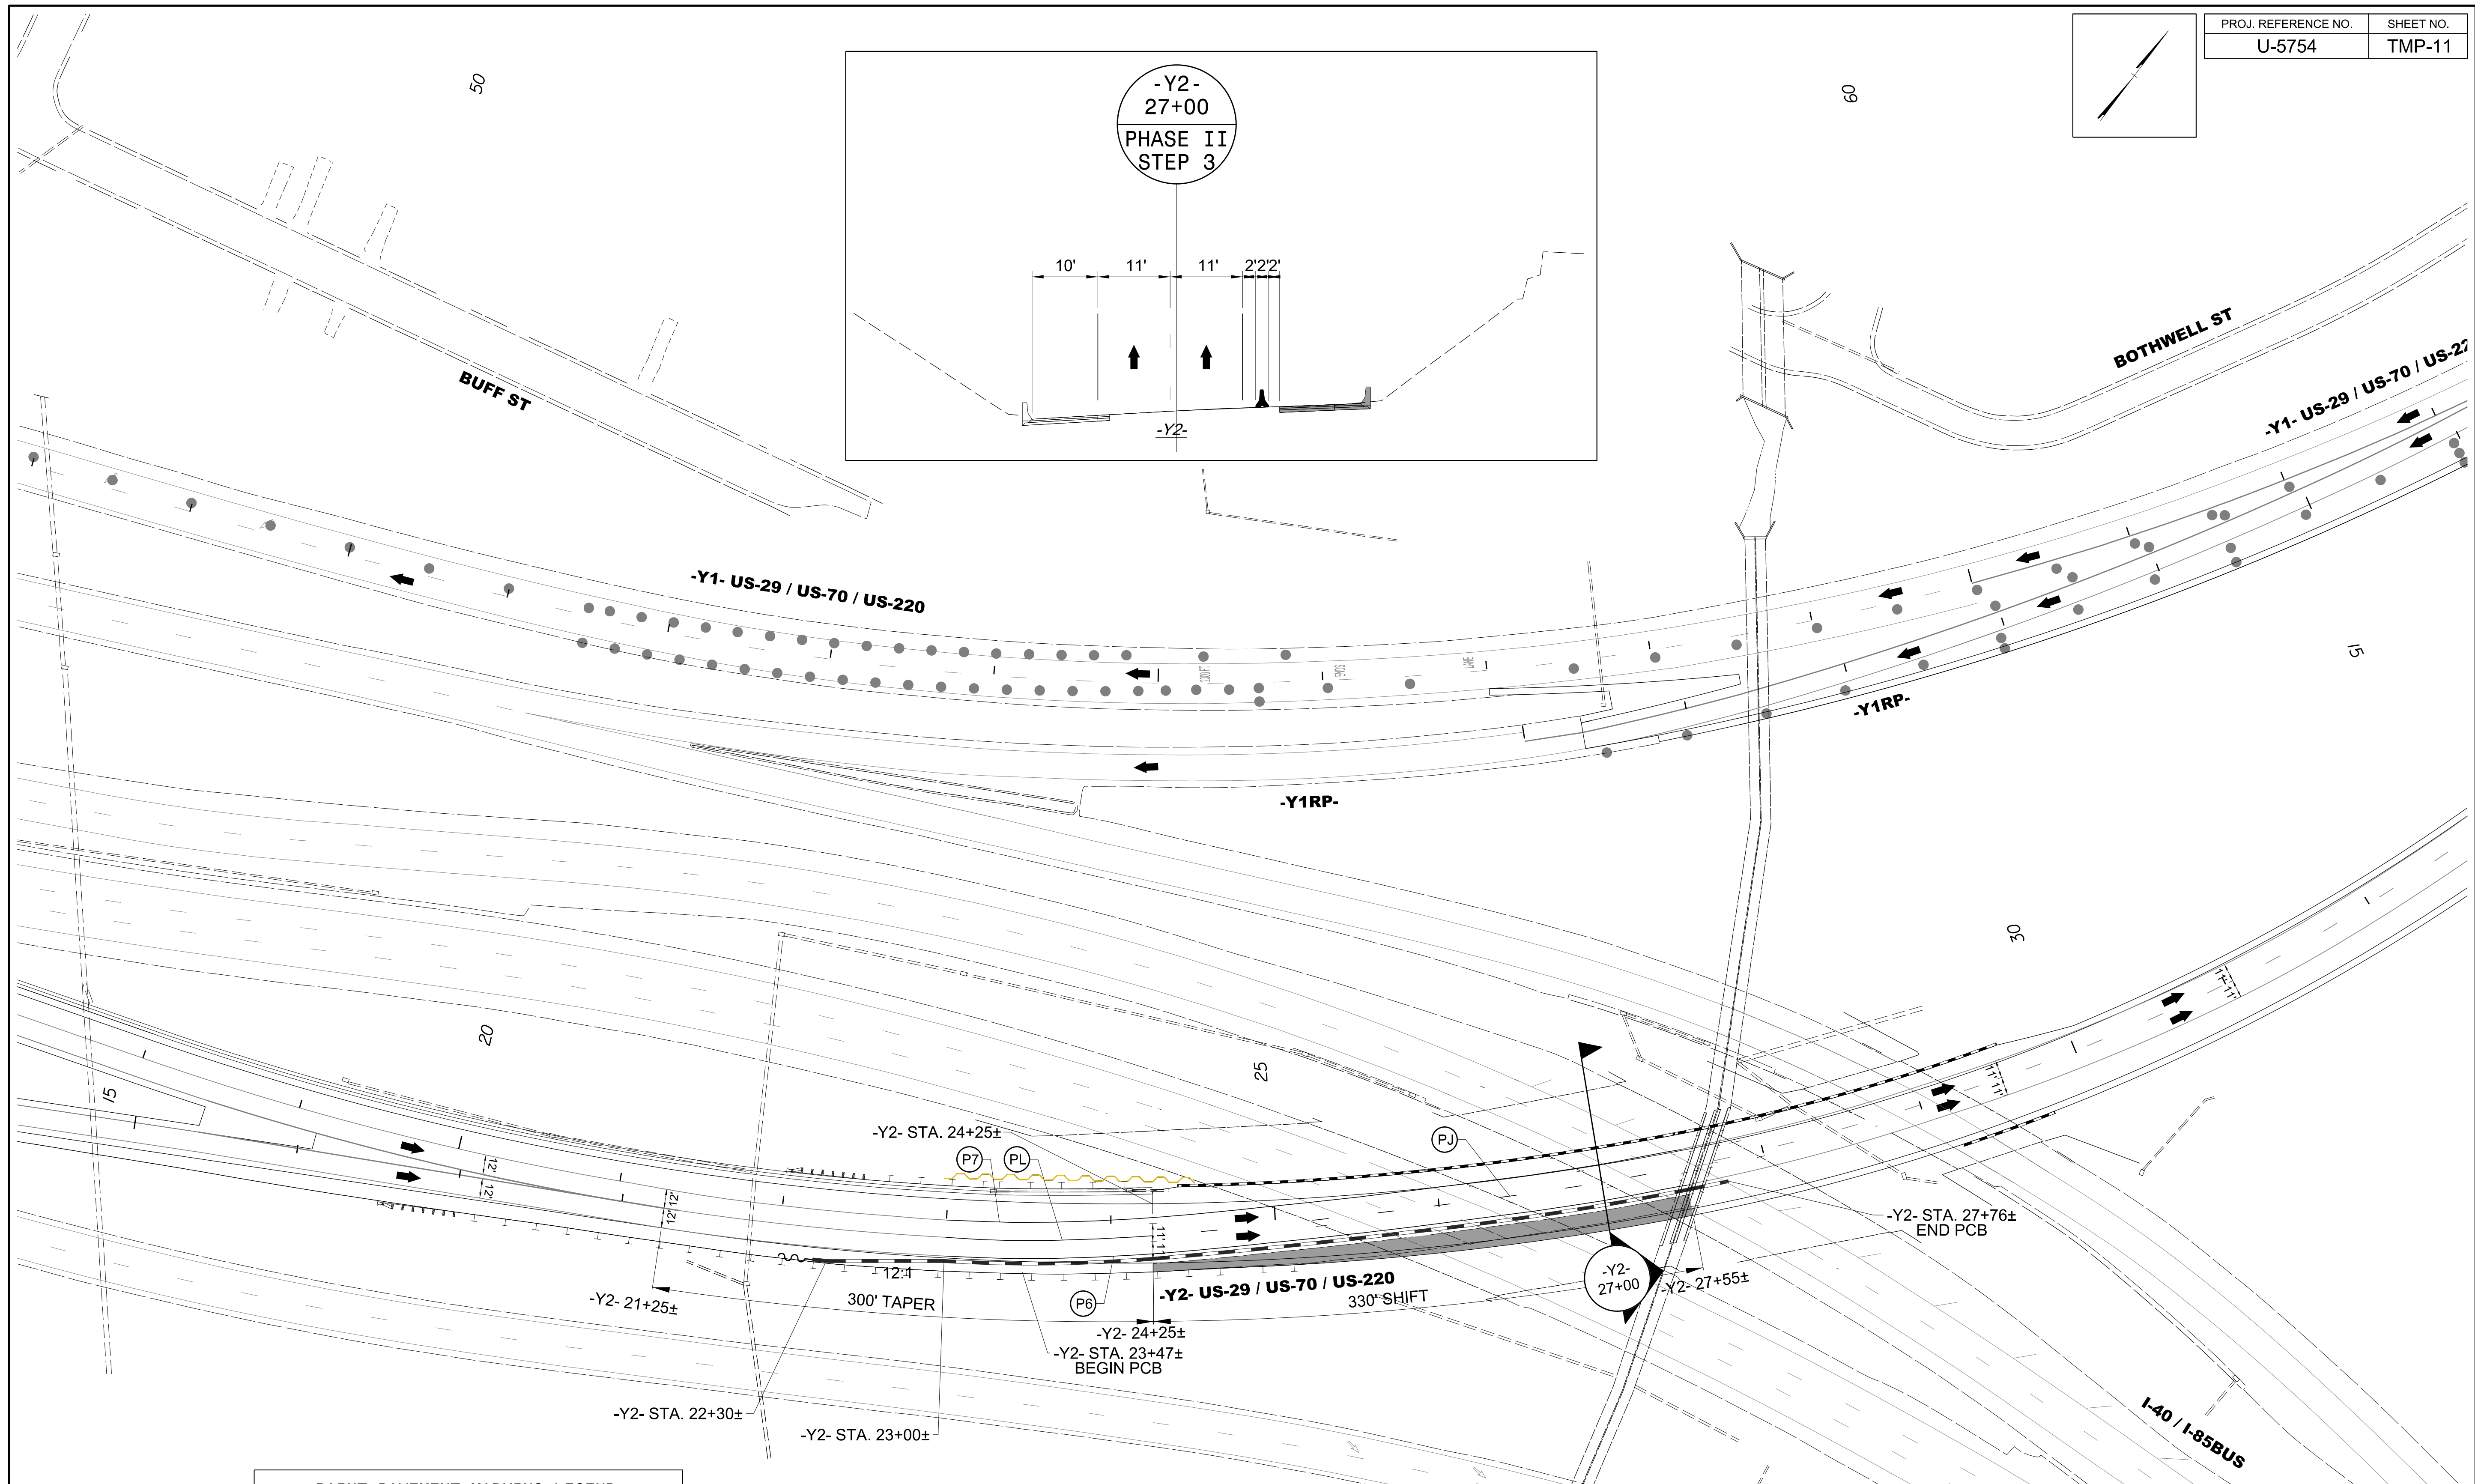 PROJ. REFERENCE NO.
SHEET NO.
U-5754
TMP-11
-Y2-
27+00
PHASE II
STEP 3
10'
11'
11'
2'
2'
2'
-Y2-
50
60
BUFF ST
BOTHWELL ST
-Y1- US-29 / US-70 / US-22
-Y1- US-29 / US-70 / US-220
200FT
ENDS
LANE
15
-Y1RP-
-Y1RP-
30
20
25
15
11'
11'
11'
11'
-Y2- STA. 24+25±
P7
PL
PJ
12'
12'
12'
12'
11'
11'
-Y2- STA. 27+76±
END PCB
-Y2-
27+00
-Y2- 27+55±
-Y2- US-29 / US-70 / US-220
12:1
-Y2- 21+25±
300' TAPER
P6
330' SHIFT
-Y2- 24+25±
-Y2- STA. 23+47±
BEGIN PCB
-Y2- STA. 22+30±
-Y2- STA. 23+00±
I-40 / I-85BUS